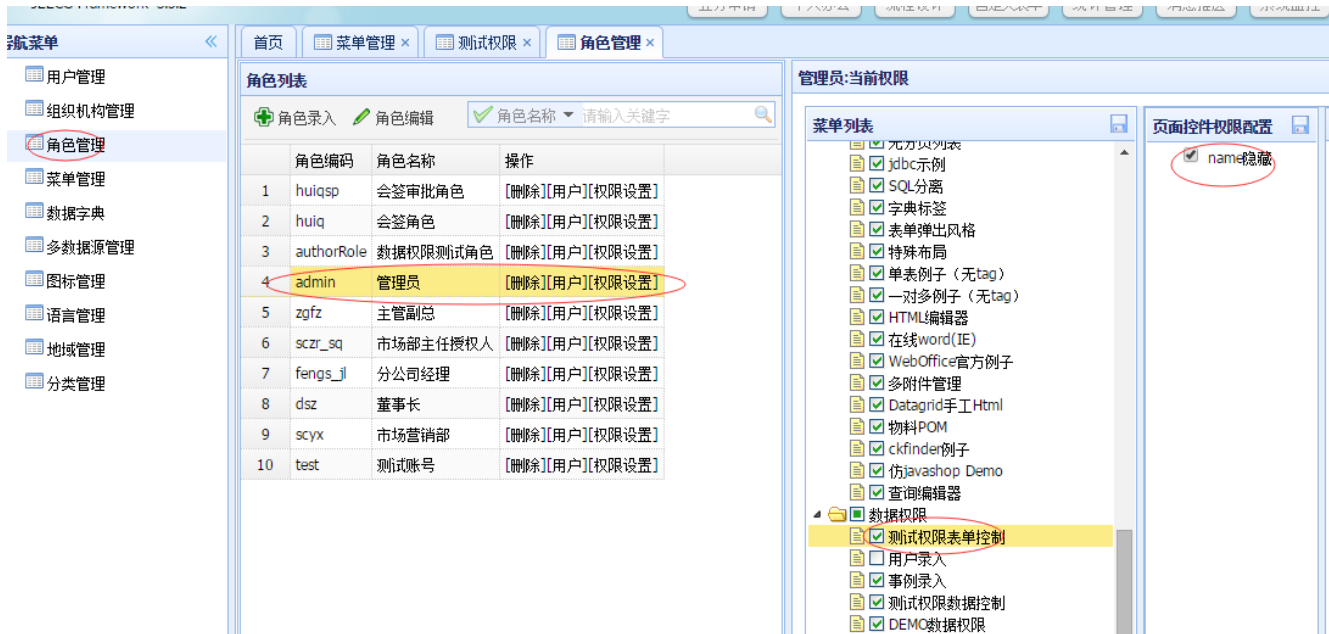 导航菜单
用户管理
组织机构管理
角色管理
菜单管理
数据字典
多数据源管理
图标管理
语言管理
地域管理
分类管理
首页 菜单管理 × 测试权限 × 角色管理 ×
角色列表
角色录入 角色编辑 角色名称 请输入关键字
角色编码 角色名称 操作
1 huiqsp 会签审批角色 [删除][用户][权限设置]
2 huiq 会签角色 [删除][用户][权限设置]
3 authorRole 数据权限测试角色 [删除][用户][权限设置]
4 admin 管理员 [删除][用户][权限设置]
5 zgfz 主管副总 [删除][用户][权限设置]
6 sczr_sq 市场部主任授权人 [删除][用户][权限设置]
7 fengs_jl 分公司经理 [删除][用户][权限设置]
8 dsz 董事长 [删除][用户][权限设置]
9 scyx 市场营销部 [删除][用户][权限设置]
10 test 测试账号 [删除][用户][权限设置]
管理员:当前权限
菜单列表
无分页列表
jdbc示例
SQL分离
字典标签
表单弹出风格
特殊布局
单表例子（无tag）
一对多例子（无tag）
HTML编辑器
在线word(IE)
WebOffice官方例子
多附件管理
Datagrid手工Html
物料POM
ckfinder例子
仿javashop Demo
查询编辑器
数据权限
测试权限表单控制
用户录入
事例录入
测试权限数据控制
DEMO数据权限
页面控件权限配置
name隐藏